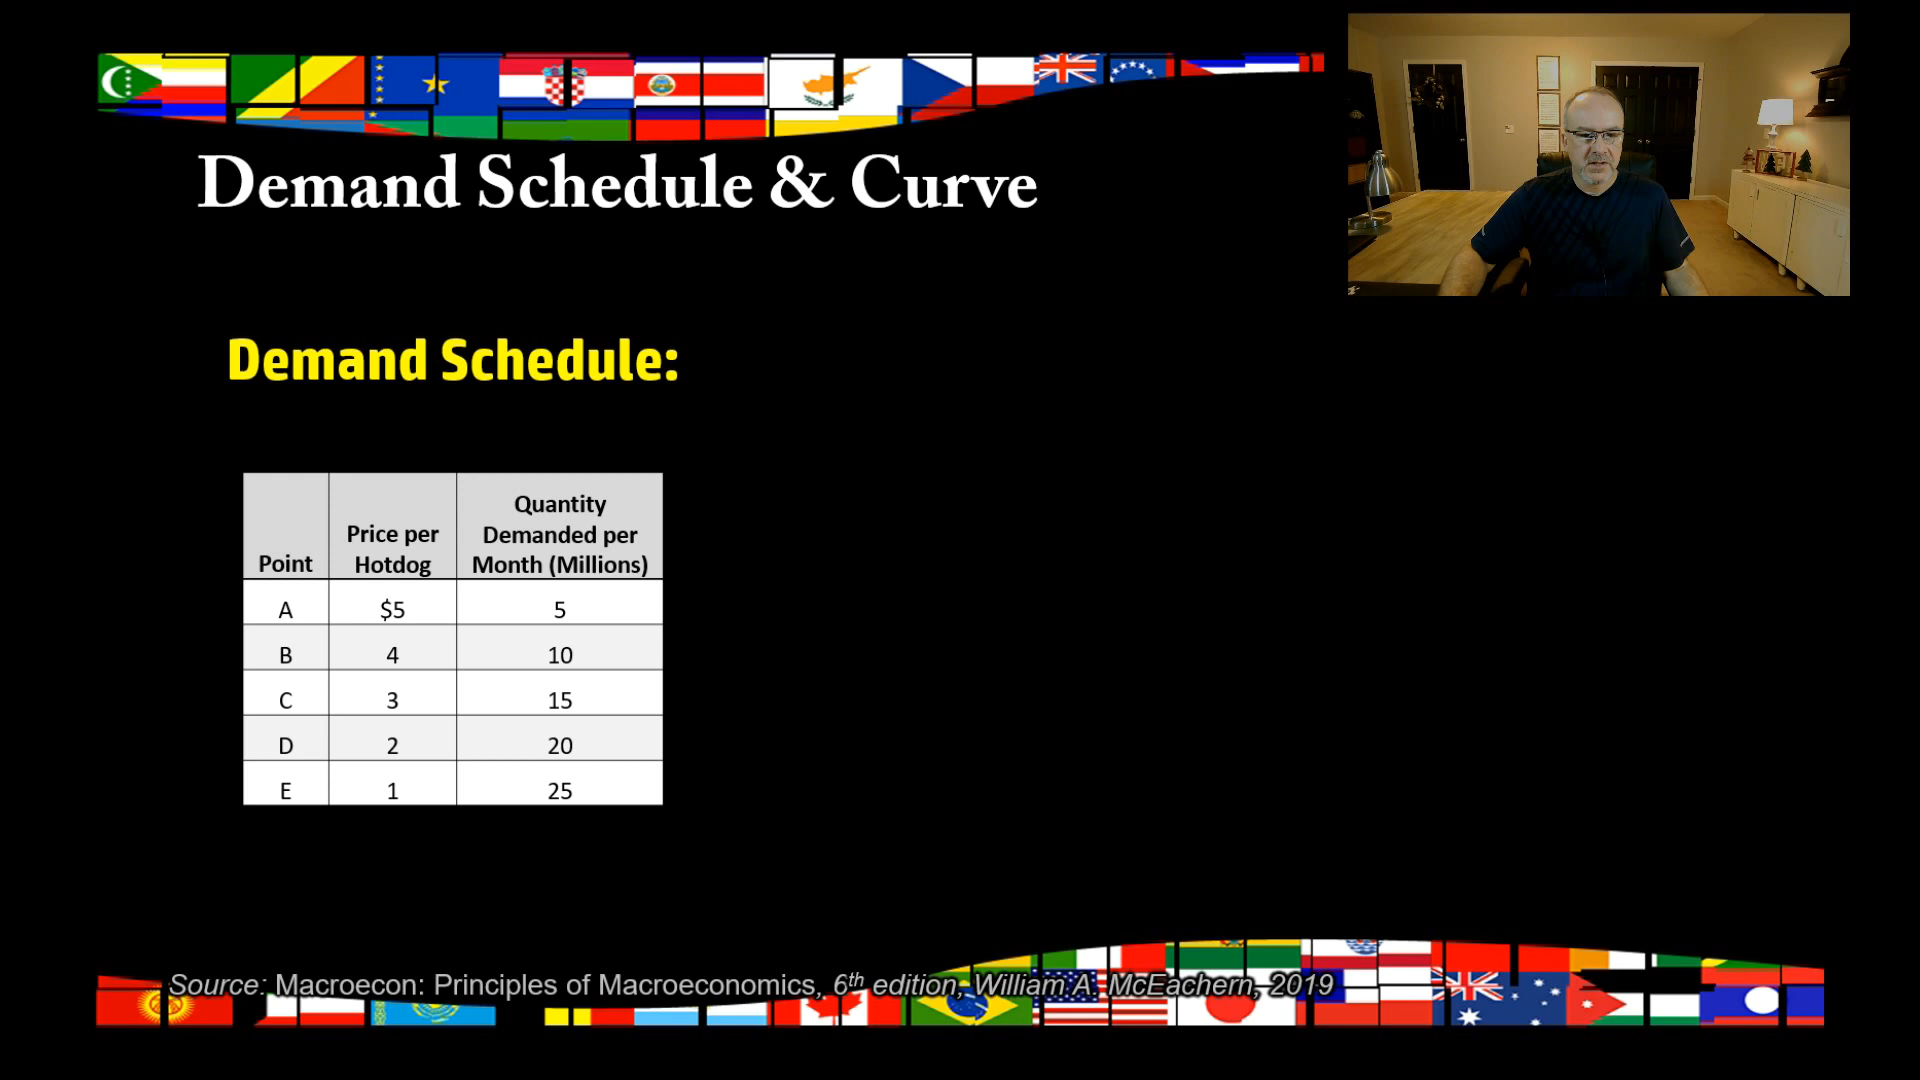 Demand Schedule & Curve
Demand Schedule:
Point | Price per Hotdog | Quantity Demanded per Month (Millions)
A | $5 | 5
B | 4 | 10
C | 3 | 15
D | 2 | 20
E | 1 | 25
Source: Macroecon: Principles of Macroeconomics, 6th edition, William A. McEachern, 2019